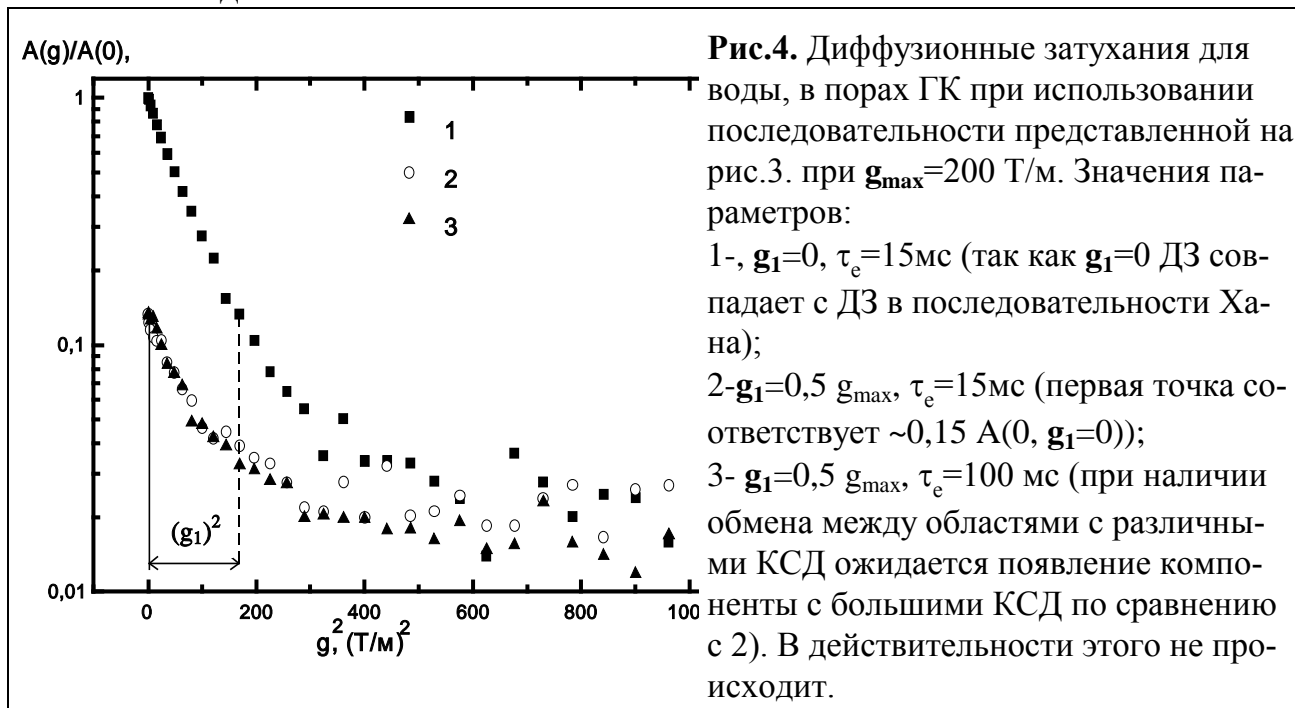 A(g)/A(0),
1
0,1
0,01
0
200
400
600
800
1000
g², (Т/м)²
(g₁)²
1
2
3
Рис.4. Диффузионные затухания для
воды, в порах ГК при использовании
последовательности представленной на
рис.3. при gmax=200 Т/м. Значения па-
раметров:
1-, g₁=0, τe=15мс (так как g₁=0 ДЗ сов-
падает с ДЗ в последовательности Ха-
на);
2-g₁=0,5 gmax, τe=15мс (первая точка со-
ответствует ~0,15 A(0, g₁=0));
3- g₁=0,5 gmax, τe=100 мс (при наличии
обмена между областями с различны-
ми КСД ожидается появление компо-
ненты с большими КСД по сравнению
с 2). В действительности этого не про-
исходит.